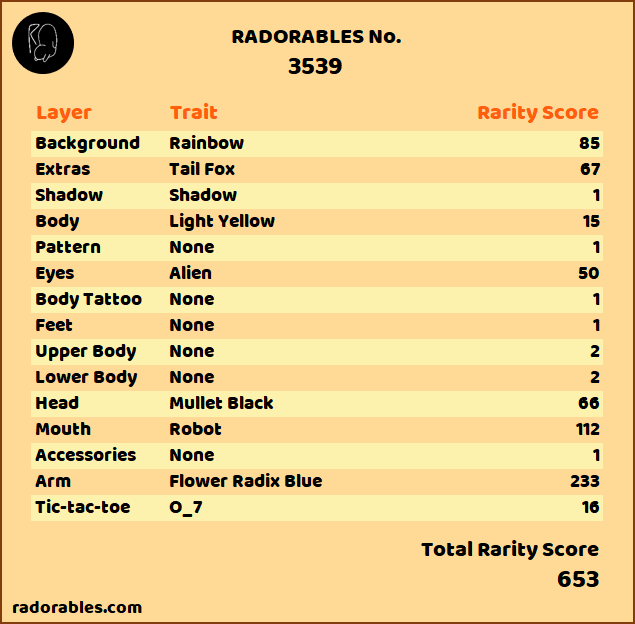 RADORABLES No.
3539
Layer Trait Rarity Score
Background Rainbow 85
Extras Tail Fox 67
Shadow Shadow 1
Body Light Yellow 15
Pattern None 1
Eyes Alien 50
Body Tattoo None 1
Feet None 1
Upper Body None 2
Lower Body None 2
Head Mullet Black 66
Mouth Robot 112
Accessories None 1
Arm Flower Radix Blue 233
Tic-tac-toe O_7 16
Total Rarity Score
653
radorables.com